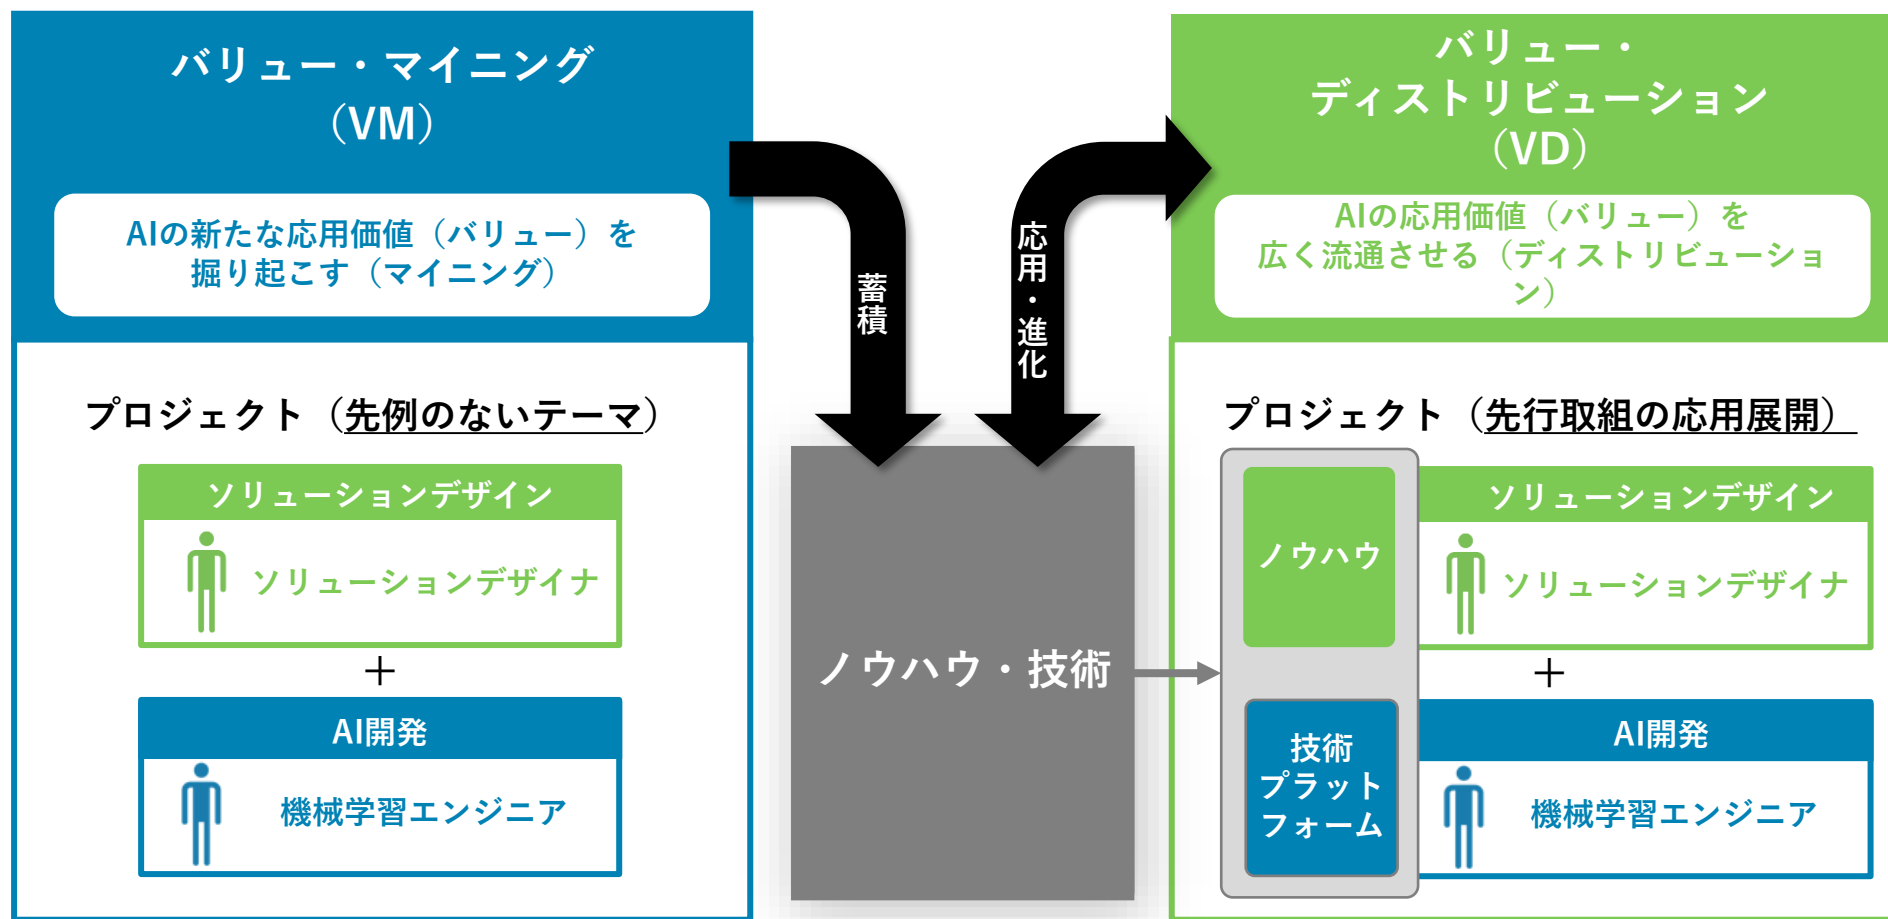 バリュー・マイニング
（VM）
AIの新たな応用価値（バリュー）を
掘り起こす（マイニング）
プロジェクト（先例のないテーマ）
ソリューションデザイン
ソリューションデザイナ
＋
AI開発
機械学習エンジニア
蓄積
応用・進化
ノウハウ・技術
バリュー・
ディストリビューション
（VD）
AIの応用価値（バリュー）を
広く流通させる（ディストリビューショ
ン）
プロジェクト（先行取組の応用展開）
ノウハウ
技術
プラット
フォーム
ソリューションデザイン
ソリューションデザイナ
＋
AI開発
機械学習エンジニア